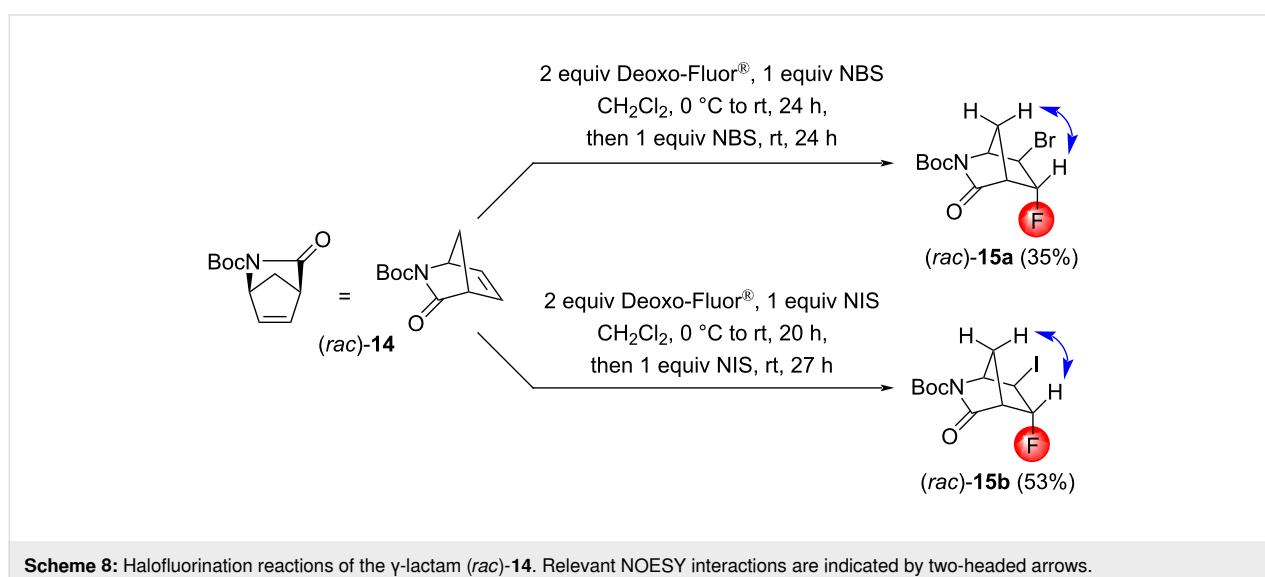 2 equiv Deoxo-Fluor®, 1 equiv NBS
CH₂Cl₂, 0 °C to rt, 24 h,
then 1 equiv NBS, rt, 24 h
H H
Br
BocN
H
O
F
(rac)-15a (35%)
BocN
O
=
(rac)-14
BocN
O
2 equiv Deoxo-Fluor®, 1 equiv NIS
CH₂Cl₂, 0 °C to rt, 20 h,
then 1 equiv NIS, rt, 27 h
H H
I
BocN
H
O
F
(rac)-15b (53%)
Scheme 8: Halofluorination reactions of the γ-lactam (rac)-14. Relevant NOESY interactions are indicated by two-headed arrows.